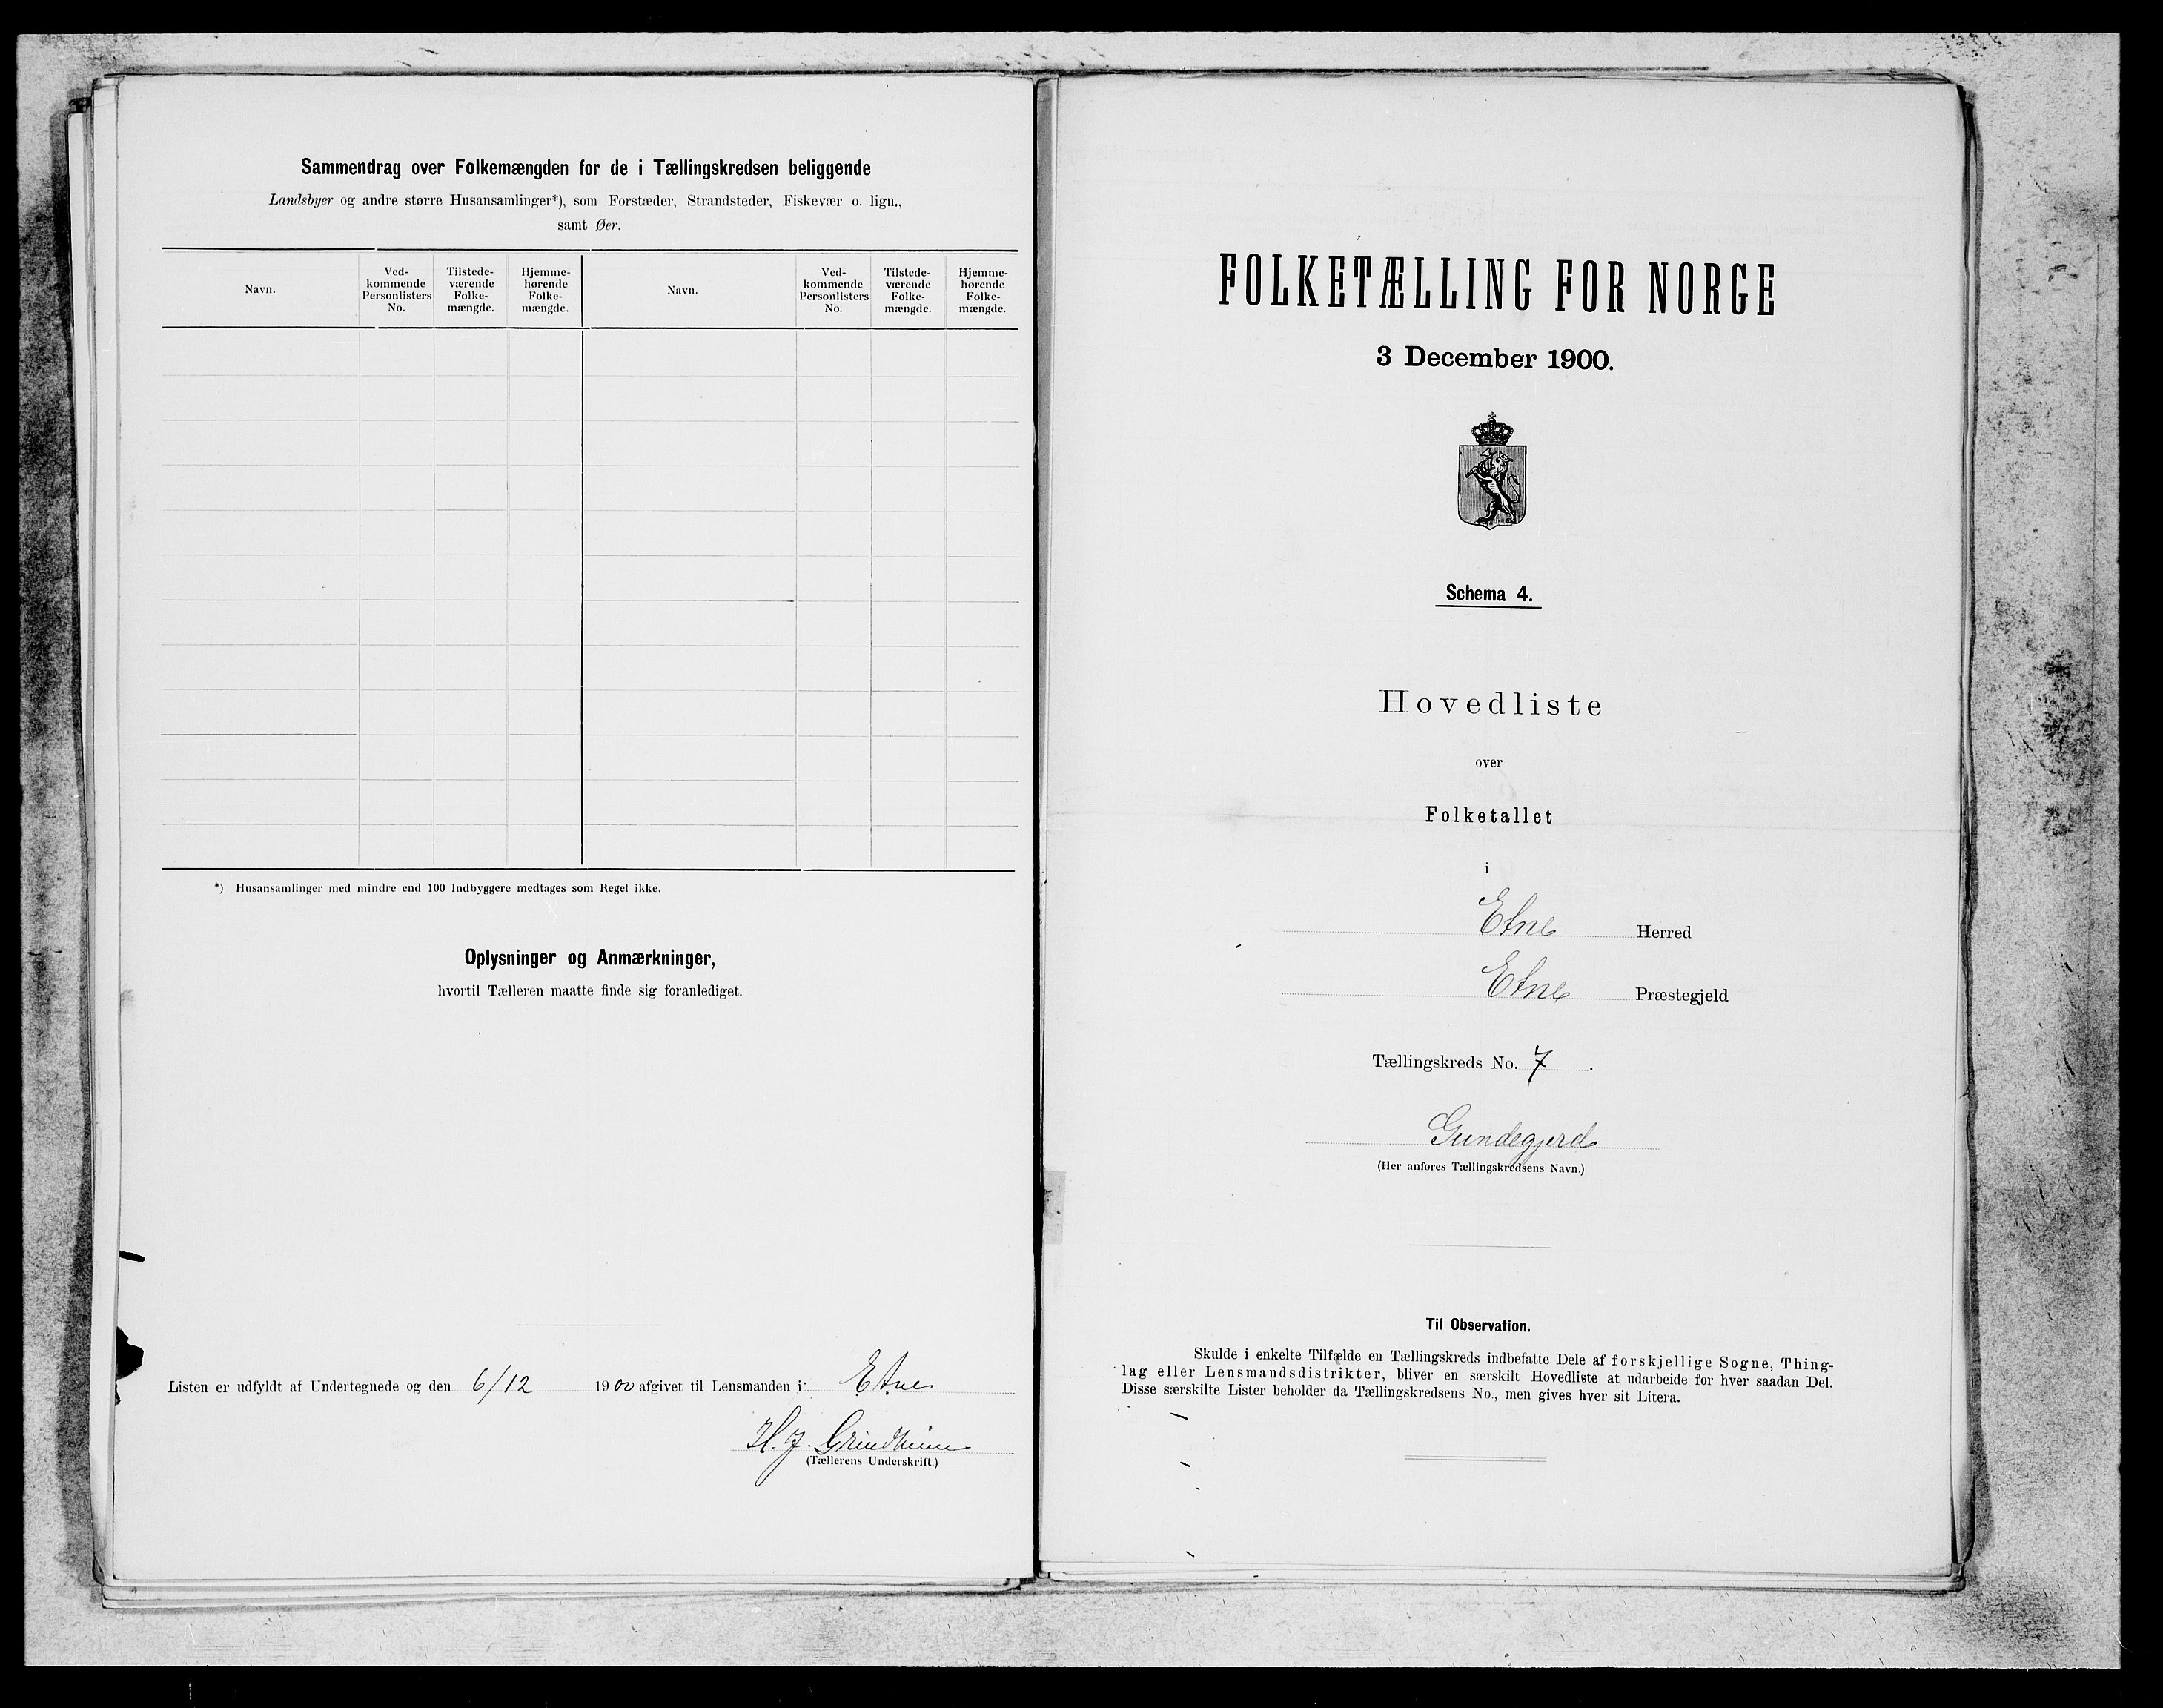 Sammendrag over Folkemængden for de i Tællingskredsen beliggende
Landsbyer og andre større Husansamlinger*), som Forstæder, Strandsteder, Fiskevær o. lign.,
samt Øer.
Navn.
Ved-
kommende
Personlisters
No.
Tilstede-
værende
Folke-
mængde.
Hjemme-
hørende
Folke-
mængde.
Navn.
Ved-
kommende
Personlisters
No.
Tilstede-
værende
Folke-
mængde.
Hjemme-
hørende
Folke-
mængde.
*) Husansamlinger med mindre end 100 Indbyggere medtages som Regel ikke.
Oplysninger og Anmærkninger,
hvortil Tælleren maatte finde sig foranlediget.
Listen er udfyldt af Undertegnede og den 6/12 1900 afgivet til Lensmanden i Etne
H. J. Grindheim
(Tællerens Underskrift.)
FOLKETÆLLING FOR NORGE
3 December 1900.
Schema 4.
Hovedliste
over
Folketallet
i
Etne Herred
Etne Præstegjeld
Tællingskreds No. 7.
Gundegjerd
(Her anføres Tællingskredsens Navn.)
Til Observation.
Skulde i enkelte Tilfælde en Tællingskreds indbefatte Dele af forskjellige Sogne, Thing-
lag eller Lensmandsdistrikter, bliver en særskilt Hovedliste at udarbeide for hver saadan Del.
Disse særskilte Lister beholder da Tællingskredsens No., men gives hver sit Litera.